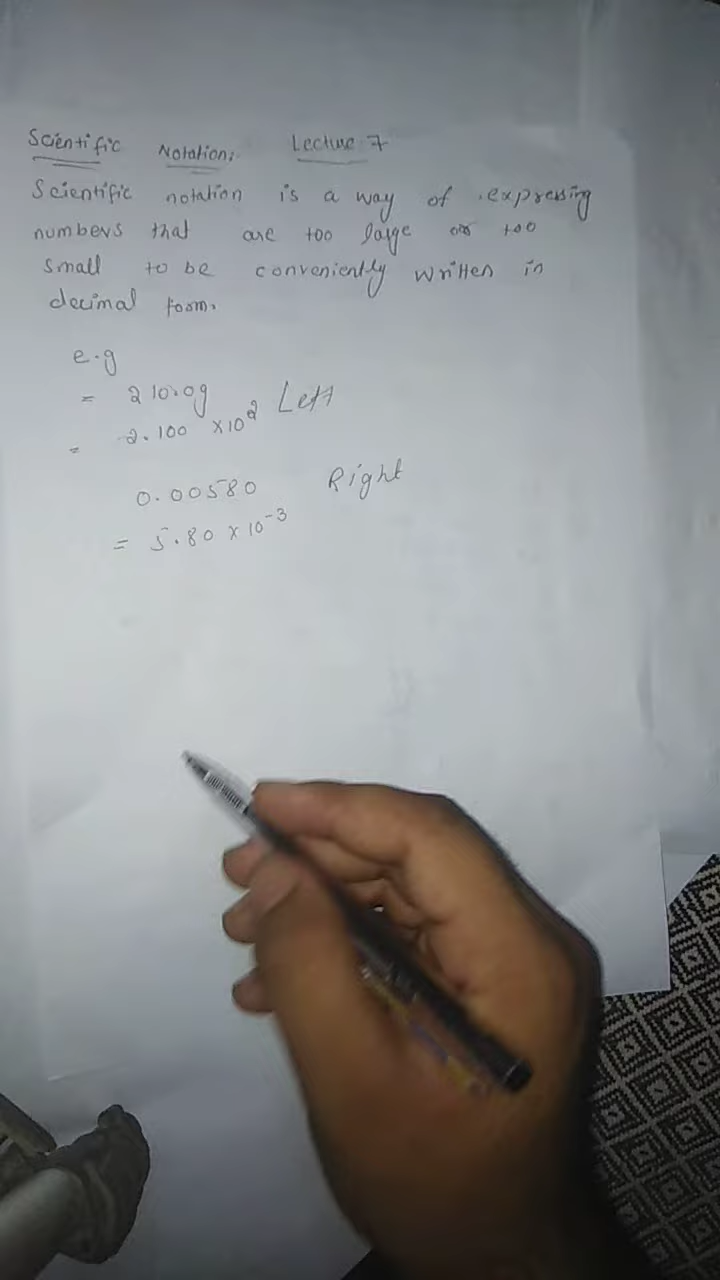 Scientific Notation: Lecture 7
Scientific notation is a way of expressing
numbers that are too large or too
small to be conveniently written in
decimal form.
e.g
= 210.0g Left
= 2.100 ×10²
0.00580 Right
= 5.80 × 10⁻³